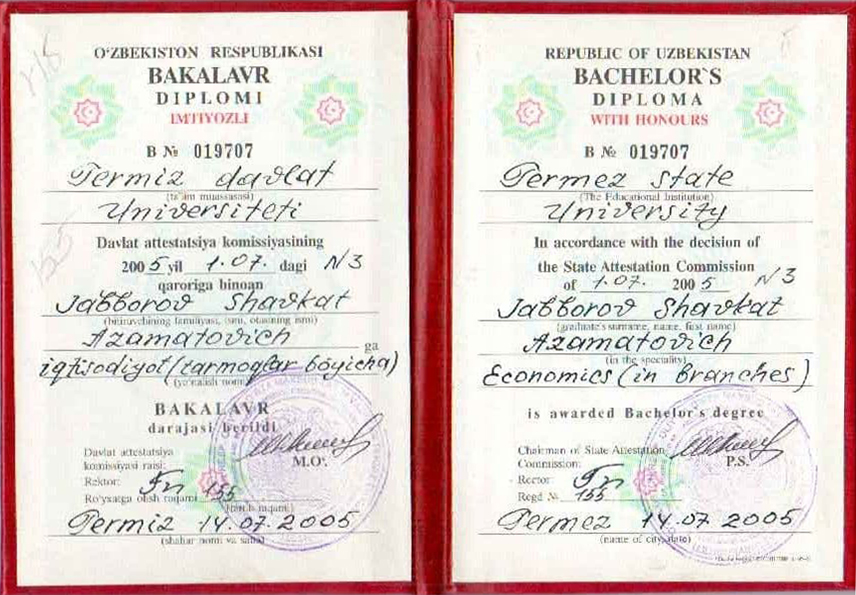 O‘ZBEKISTON RESPUBLIKASI
BAKALAVR
DIPLOMI
IMTIYOZLI
B № 019707
Termiz davlat
(ta'lim muassasasi)
Universiteti
Davlat attestatsiya komissiyasining
2005 yil 1.07. dagi N3
qaroriga binoan
Jabborov Shavkat
(bitiruvchining familiyasi, ismi, otasining ismi)
Azamatovich ga
iqtisodiyot (tarmoqlar bóyicha)
(yo'nalish nomi)
BAKALAVR
darajasi berildi
Davlat attestatsiya
komissiyasi raisi:
M.O‘.
Rektor:
Ro'yxatga olish raqami 155
Termiz 14.07.2005
(shahar nomi va sana)
REPUBLIC OF UZBEKISTAN
BACHELOR`S
DIPLOMA
WITH HONOURS
B № 019707
Termez state
(The Educational Institution)
University
In accordance with the decision of
the State Attestation Commission
of 1.07. 2005 N3
Jabborov Shavkat
(graduate's surname, name, first name)
Azamatovich
(in the speciality)
Economics (in branches)
is awarded Bachelor's degree
Chairman of State Attestation
Commission:
P.S.
Rector
Regd №. 155
Termez 14.07.2005
(name of city, date)